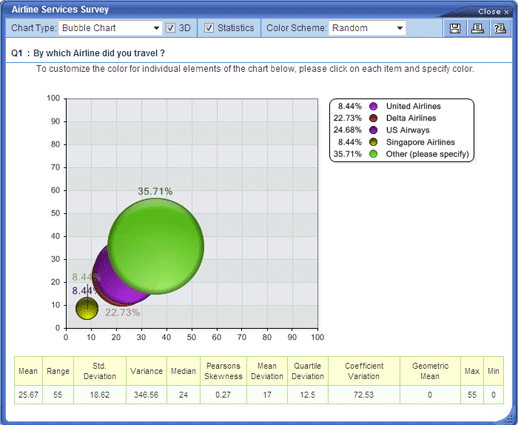 Airline Services Survey
Close ×
Chart Type: Bubble Chart 3D Statistics Color Scheme: Random
Q1 : By which Airline did you travel ?
To customize the color for individual elements of the chart below, please click on each item and specify color.
8.44% United Airlines
22.73% Delta Airlines
24.68% US Airways
8.44% Singapore Airlines
35.71% Other (please specify)
100
90
80
70
60
50
40
30
20
10
0
35.71%
8.44%
8.44%
22.73%
0 10 20 30 40 50 60 70 80 90 100
Mean Range Std. Deviation Variance Median Pearsons Skewness Mean Deviation Quartile Deviation Coefficient Variation Geometric Mean Max Min
25.67 55 18.62 346.56 24 0.27 17 12.5 72.53 0 55 0